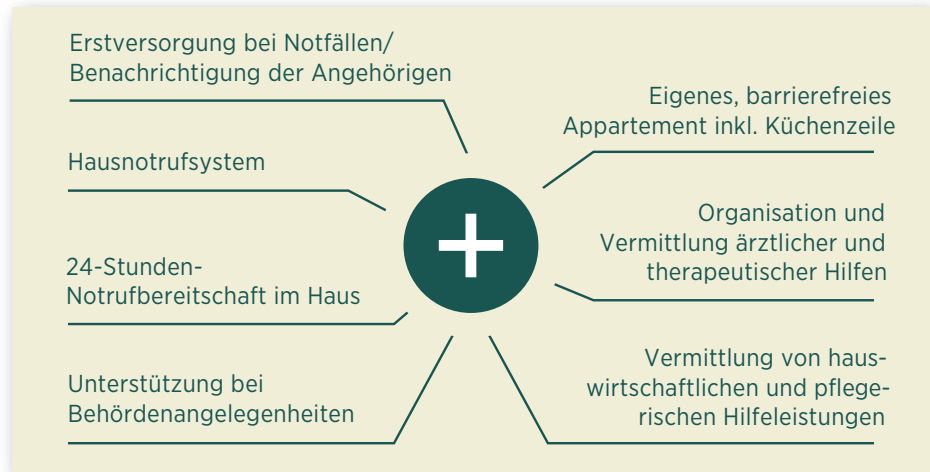 Erstversorgung bei Notfällen/
Benachrichtigung der Angehörigen
Hausnotrufsystem
24-Stunden-
Notrufbereitschaft im Haus
Unterstützung bei
Behördenangelegenheiten
Eigenes, barrierefreies
Appartement inkl. Küchenzeile
Organisation und
Vermittlung ärztlicher und
therapeutischer Hilfen
Vermittlung von haus-
wirtschaftlichen und pflege-
rischen Hilfeleistungen